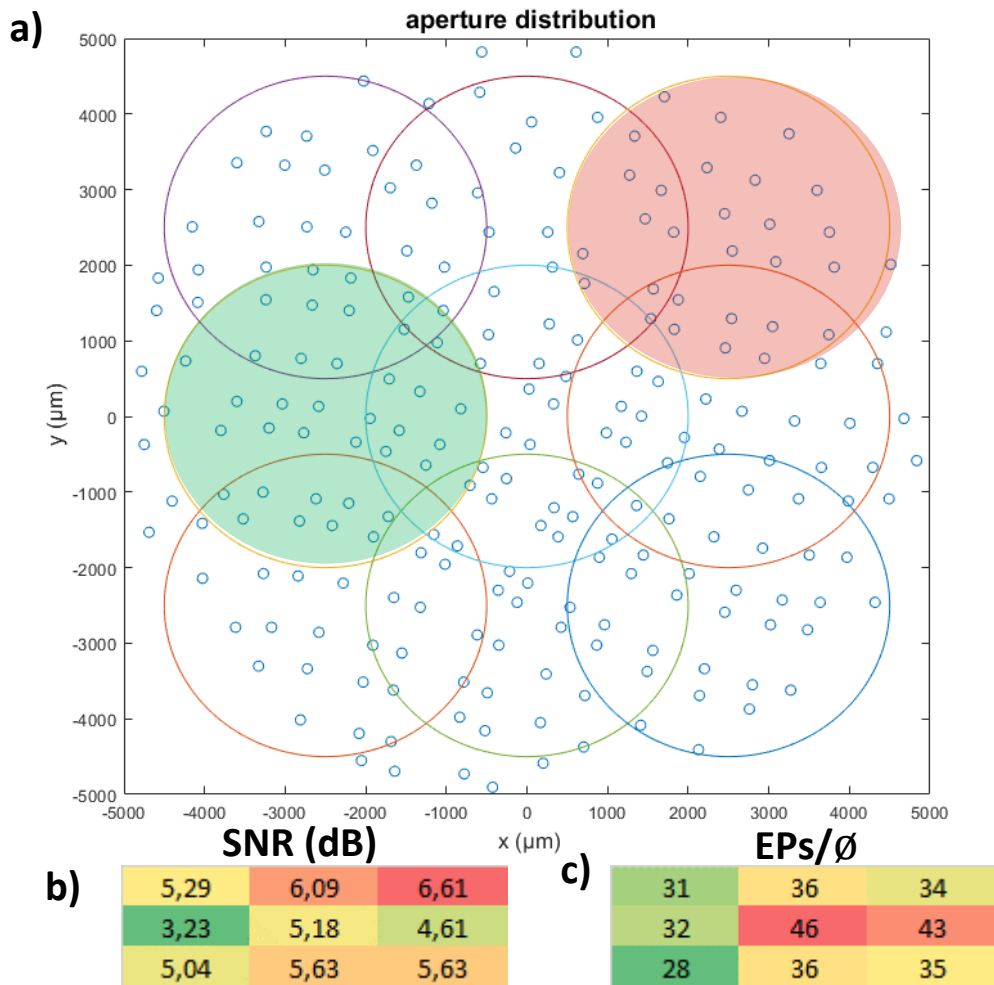 aperture distribution
a)
5000
4000
3000
2000
1000
0
-1000
-2000
-3000
-4000
-5000
y (µm)
-5000 -4000 -3000 -2000 -1000 0 1000 2000 3000 4000 5000
x (µm)
SNR (dB)
b)
5,29 6,09 6,61
3,23 5,18 4,61
5,04 5,63 5,63
EPs/Ø
c)
31 36 34
32 46 43
28 36 35